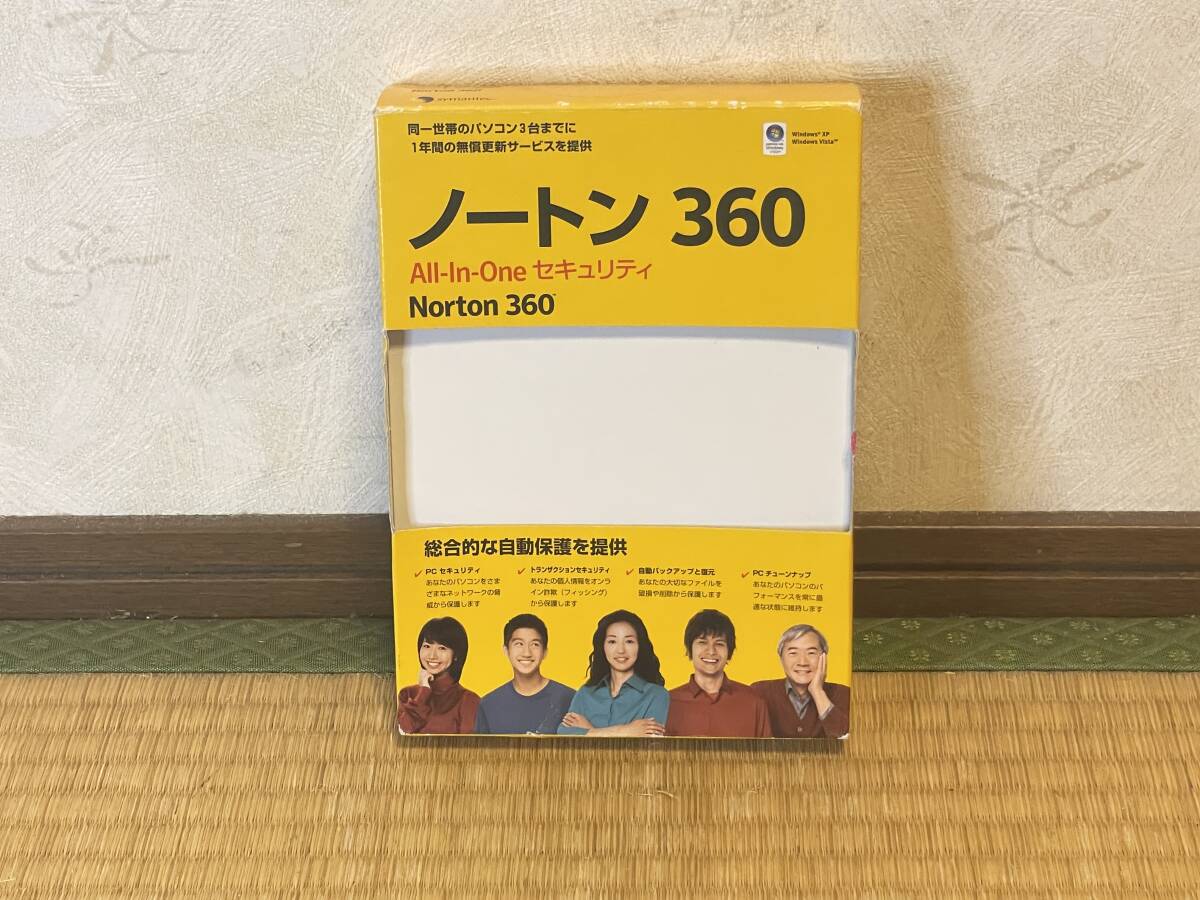 Norton 360
symantec
同一世帯のパソコン3台までに
1年間の無償更新サービスを提供
Windows® XP
Windows Vista™
ノートン 360
All-In-One セキュリティ
Norton 360™
総合的な自動保護を提供
PC セキュリティ
あなたのパソコンをさま
ざまなネットワークの脅
威から保護します
トランザクションセキュリティ
あなたの個人情報をオンラ
イン詐欺（フィッシング）
から保護します
自動バックアップと復元
あなたの大切なファイルを
破損や削除から保護します
PC チューンナップ
あなたのパソコンのパ
フォーマンスを常に最
適な状態に維持します